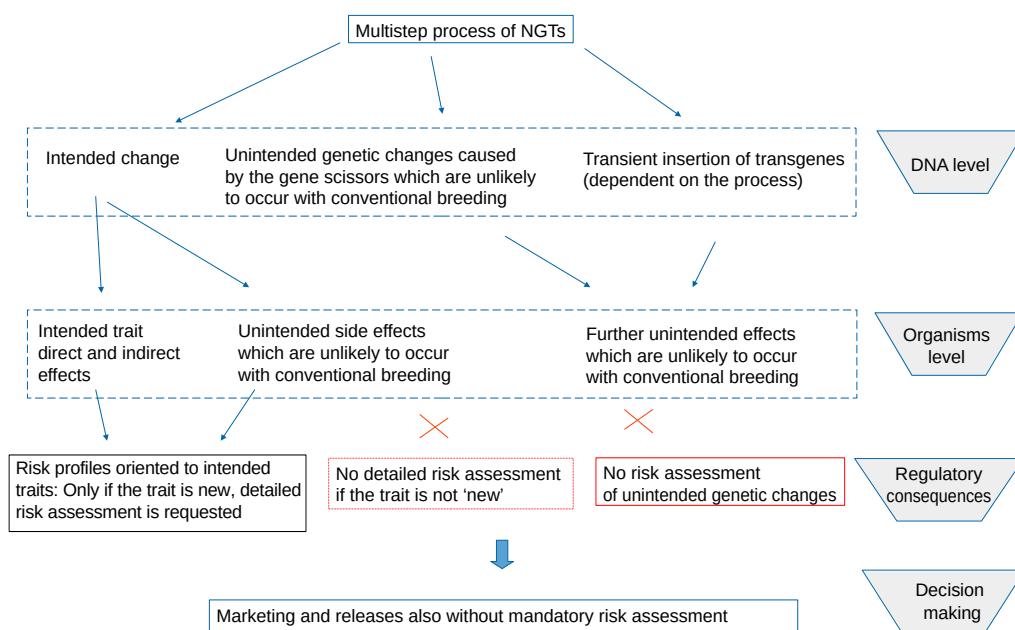 Multistep process of NGTs
Intended change
Unintended genetic changes caused
by the gene scissors which are unlikely
to occur with conventional breeding
Transient insertion of transgenes
(dependent on the process)
DNA level
Intended trait
direct and indirect
effects
Unintended side effects
which are unlikely to occur
with conventional breeding
Further unintended effects
which are unlikely to occur
with conventional breeding
Organisms
level
Risk profiles oriented to intended
traits: Only if the trait is new, detailed
risk assessment is requested
No detailed risk assessment
if the trait is not ‘new’
No risk assessment
of unintended genetic changes
Regulatory
consequences
Marketing and releases also without mandatory risk assessment
Decision
making